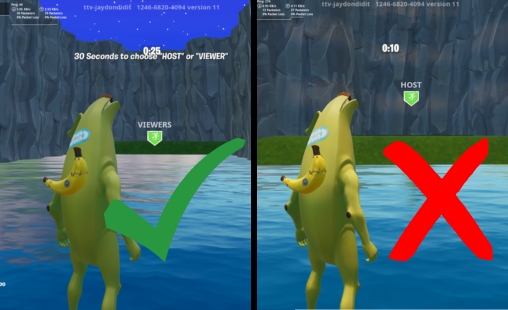 ttv-jaydondidit 1246-6820-4094 version 11
0:25
30 Seconds to choose "HOST" or "VIEWER"
VIEWERS
ttv-jaydondidit 1246-6820-4094 version 11
0:10
HOST